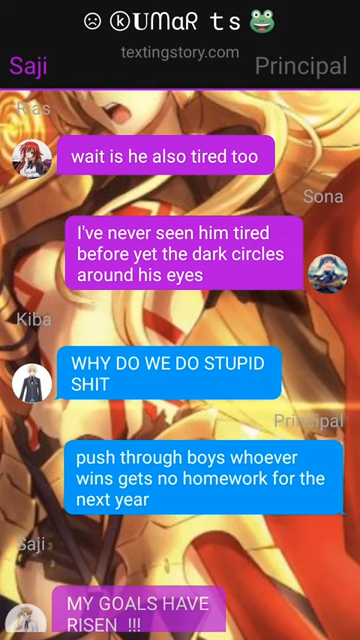 ☹ ⓚ𝐔ᗰαᖇ ｔｓ🐸
textingstory.com
Saji
Principal
Rias
wait is he also tired too
Sona
I've never seen him tired
before yet the dark circles
around his eyes
Kiba
WHY DO WE DO STUPID
SHIT
Principal
push through boys whoever
wins gets no homework for the
next year
Saji
MY GOALS HAVE
RISEN !!!